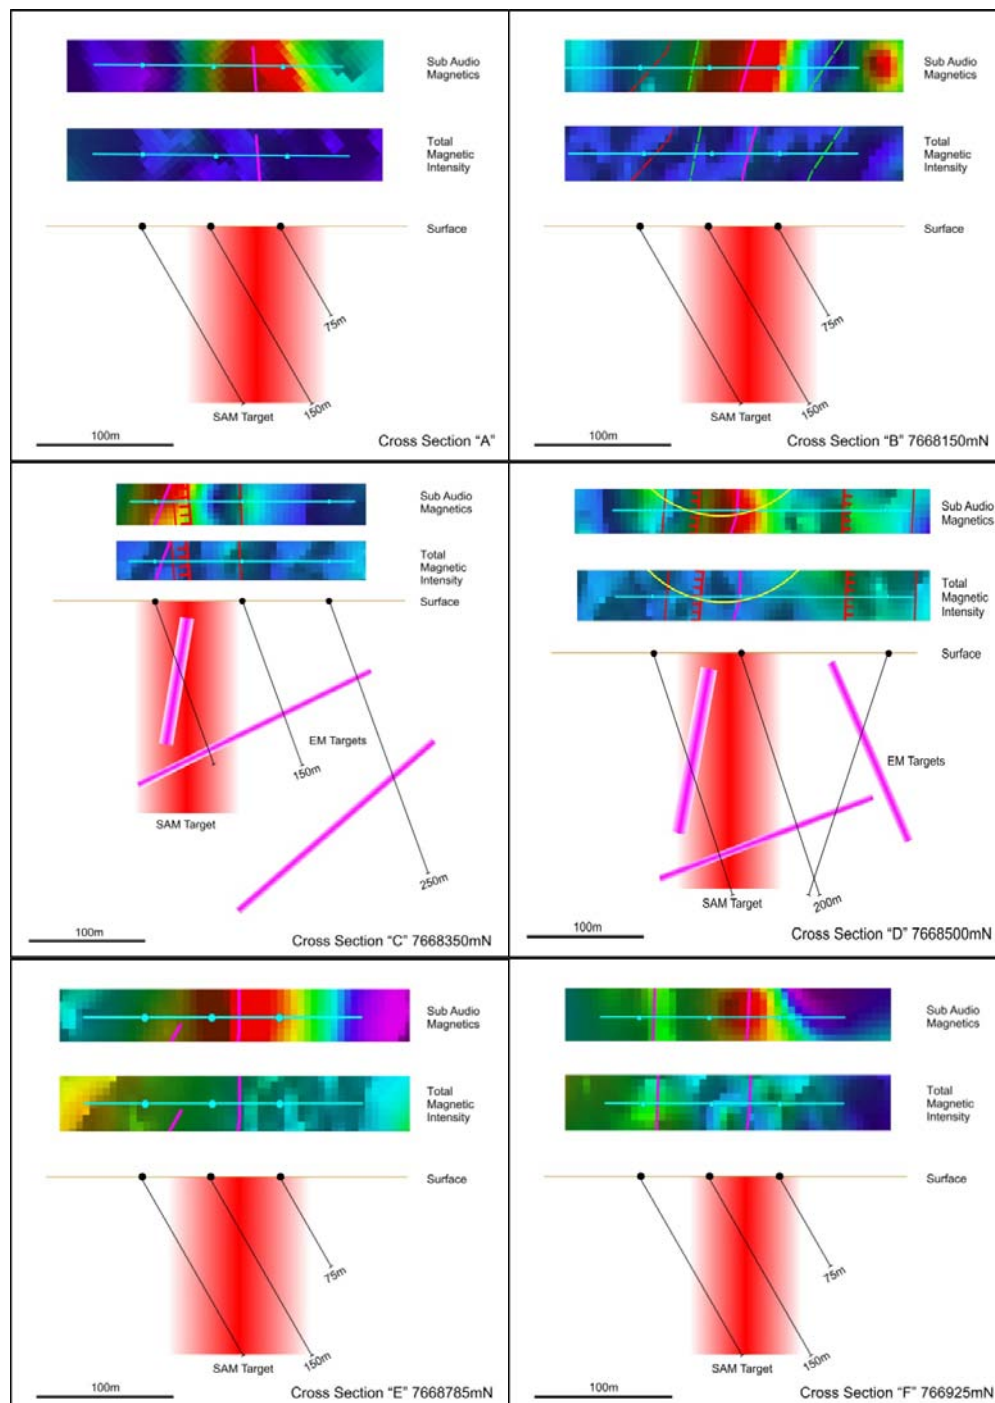 Sub Audio
Magnetics
Total
Magnetic
Intensity
Surface
75m
150m
SAM Target
100m
Cross Section "A"
Sub Audio
Magnetics
Total
Magnetic
Intensity
Surface
75m
150m
SAM Target
100m
Cross Section "B" 7668150mN
Sub Audio
Magnetics
Total
Magnetic
Intensity
Surface
EM Targets
150m
SAM Target
250m
100m
Cross Section "C" 7668350mN
Sub Audio
Magnetics
Total
Magnetic
Intensity
Surface
EM Targets
SAM Target
200m
100m
Cross Section "D" 7668500mN
Sub Audio
Magnetics
Total
Magnetic
Intensity
Surface
75m
150m
SAM Target
100m
Cross Section "E" 7668785mN
Sub Audio
Magnetics
Total
Magnetic
Intensity
Surface
75m
150m
SAM Target
100m
Cross Section "F" 766925mN